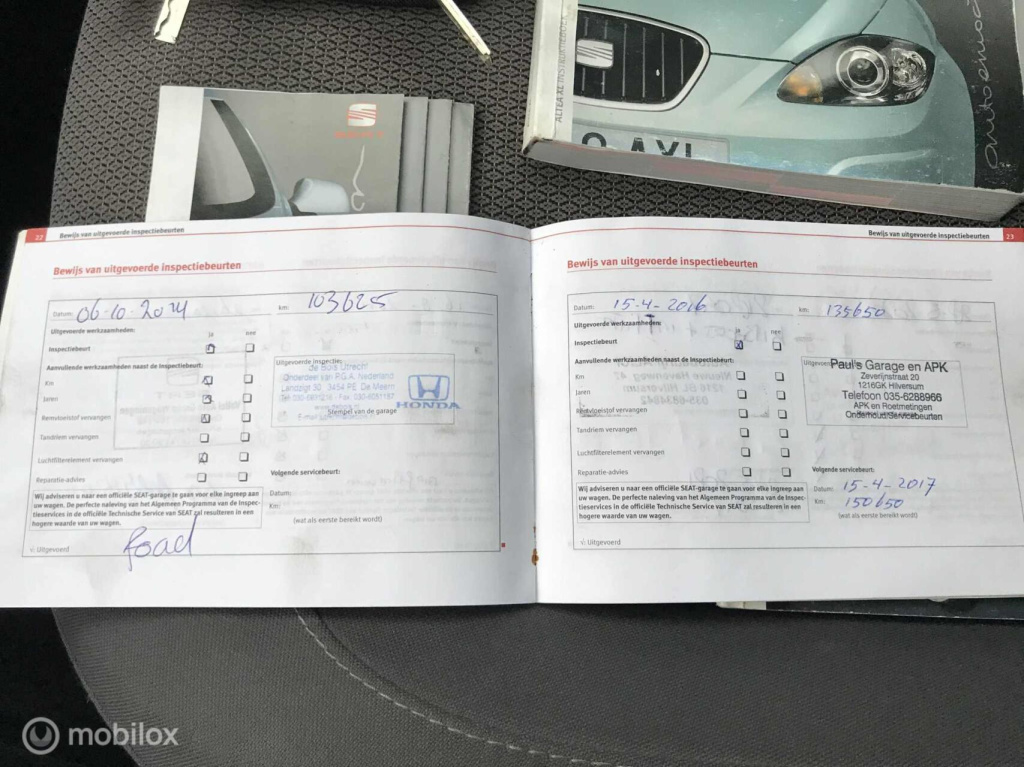 SEAT
ALTEA XL INSTRUCTIEBOEK
autoemoción
22 Bewijs van uitgevoerde inspectiebeurten
Bewijs van uitgevoerde inspectiebeurten
Datum: 06-10-2014 km: 103625
Uitgevoerde werkzaamheden: ja nee
Inspectiebeurt
Aanvullende werkzaamheden naast de inspectiebeurt:
Km
Jaren
Remvloeistof vervangen
Tandriem vervangen
Luchtfilterelement vervangen
Reparatie-advies
Uitgevoerde inspectie:
de Bois Utrecht
Onderdeel van P.G.A. Nederland
Landzigt 30 3454 PE De Meern
HONDA
Stempel van de garage
Volgende servicebeurt:
Datum:
Km:
(wat als eerste bereikt wordt)
Wij adviseren u naar een officiële SEAT-garage te gaan voor elke ingreep aan
uw wagen. De perfecte naleving van het Algemeen Programma van de Inspec-
tieservices in de officiële Technische Service van SEAT zal resulteren in een
hogere waarde van uw wagen.
√: Uitgevoerd
Bewijs van uitgevoerde inspectiebeurten 23
Bewijs van uitgevoerde inspectiebeurten
Datum: 15-4-2016 km: 135650
Uitgevoerde werkzaamheden: ja nee
Inspectiebeurt
Aanvullende werkzaamheden naast de inspectiebeurt:
Km
Jaren
Remvloeistof vervangen
Tandriem vervangen
Luchtfilterelement vervangen
Reparatie-advies
Paul's Garage en APK
Zeverijnstraat 20
1216GK Hilversum
Telefoon 035-6288966
APK en Roetmetingen
Onderhoud/Servicebeurten
Volgende servicebeurt:
Datum: 15-4-2017
Km: 150650
(wat als eerste bereikt wordt)
Wij adviseren u naar een officiële SEAT-garage te gaan voor elke ingreep aan
uw wagen. De perfecte naleving van het Algemeen Programma van de Inspec-
tieservices in de officiële Technische Service van SEAT zal resulteren in een
hogere waarde van uw wagen.
√: Uitgevoerd
mobilox